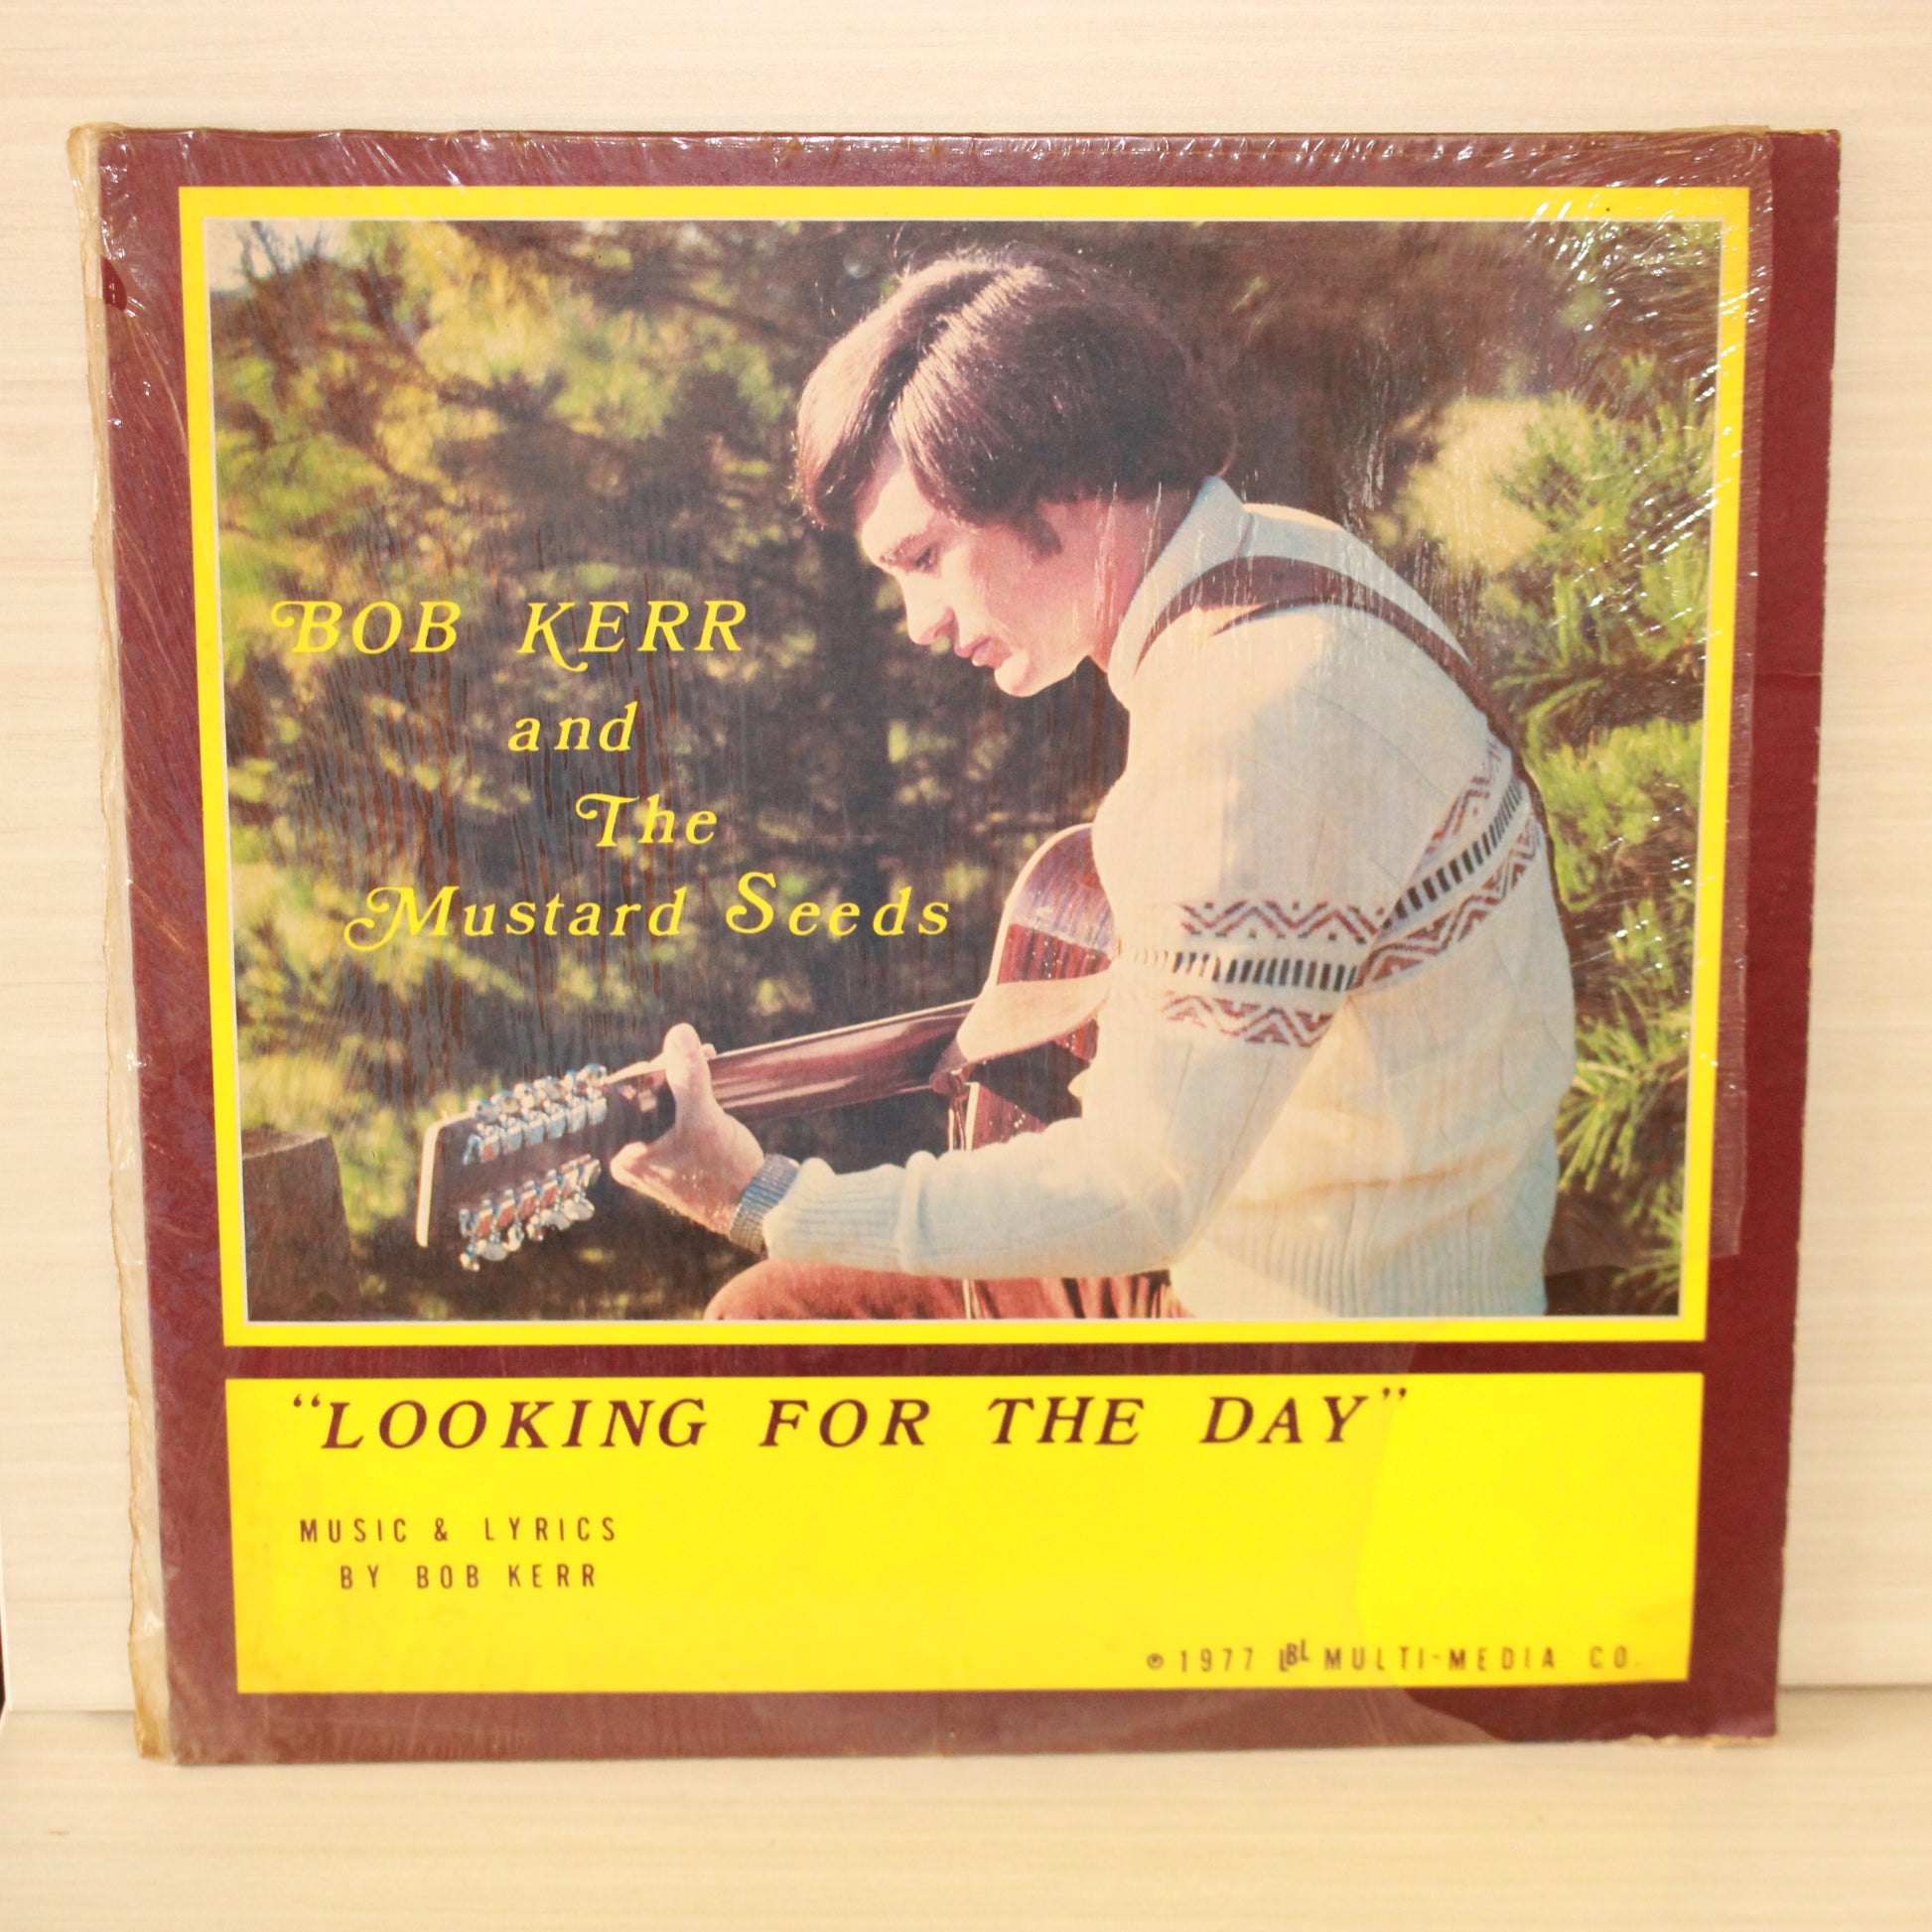 BOB KERR
and
The
Mustard Seeds
“LOOKING FOR THE DAY”
MUSIC & LYRICS
BY BOB KERR
℗ 1977 LBL MULTI-MEDIA CO.